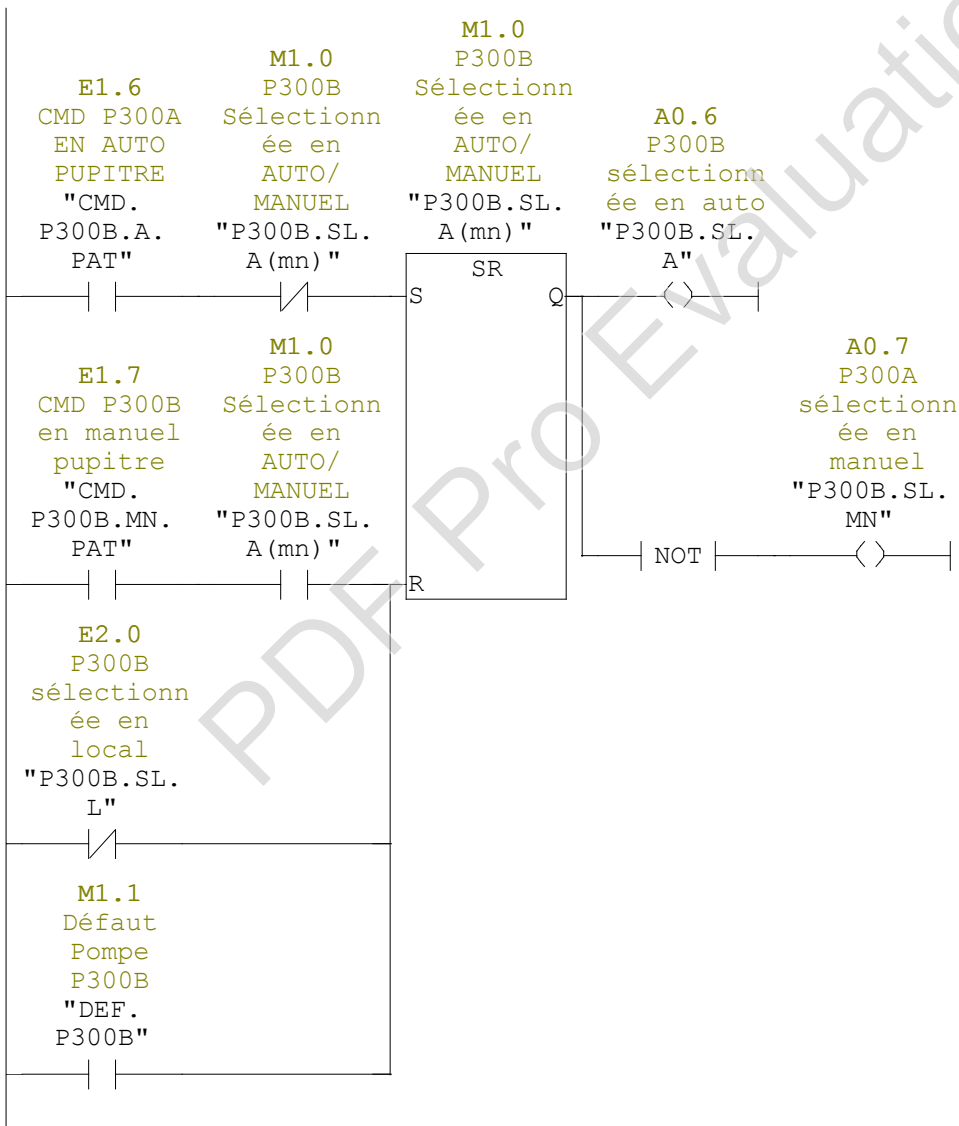 M1.0
P300B
Sélectionn
ée en
AUTO/
MANUEL
"P300B.SL.
A(mn)"
M1.0
P300B
Sélectionn
ée en
AUTO/
MANUEL
"P300B.SL.
A(mn)"
E1.6
CMD P300A
EN AUTO
PUPITRE
"CMD.
P300B.A.
PAT"
A0.6
P300B
sélectionn
ée en auto
"P300B.SL.
A"
SR
S
Q
E1.7
CMD P300B
en manuel
pupitre
"CMD.
P300B.MN.
PAT"
M1.0
P300B
Sélectionn
ée en
AUTO/
MANUEL
"P300B.SL.
A(mn)"
A0.7
P300A
sélectionn
ée en
manuel
"P300B.SL.
MN"
NOT
R
E2.0
P300B
sélectionn
ée en
local
"P300B.SL.
L"
M1.1
Défaut
Pompe
P300B
"DEF.
P300B"
PDF Pro Evaluatio